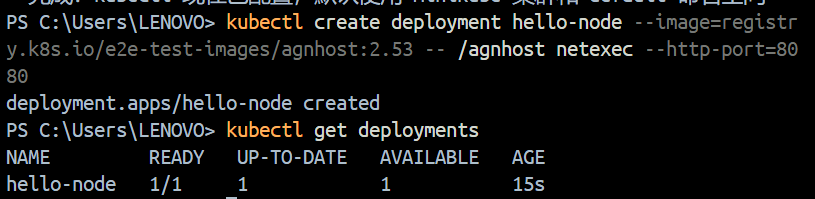 PS C:\Users\LENOVO> kubectl create deployment hello-node --image=registr
y.k8s.io/e2e-test-images/agnhost:2.53 -- /agnhost netexec --http-port=80
80
deployment.apps/hello-node created
PS C:\Users\LENOVO> kubectl get deployments
NAME         READY   UP-TO-DATE   AVAILABLE   AGE
hello-node   1/1     1            1           15s